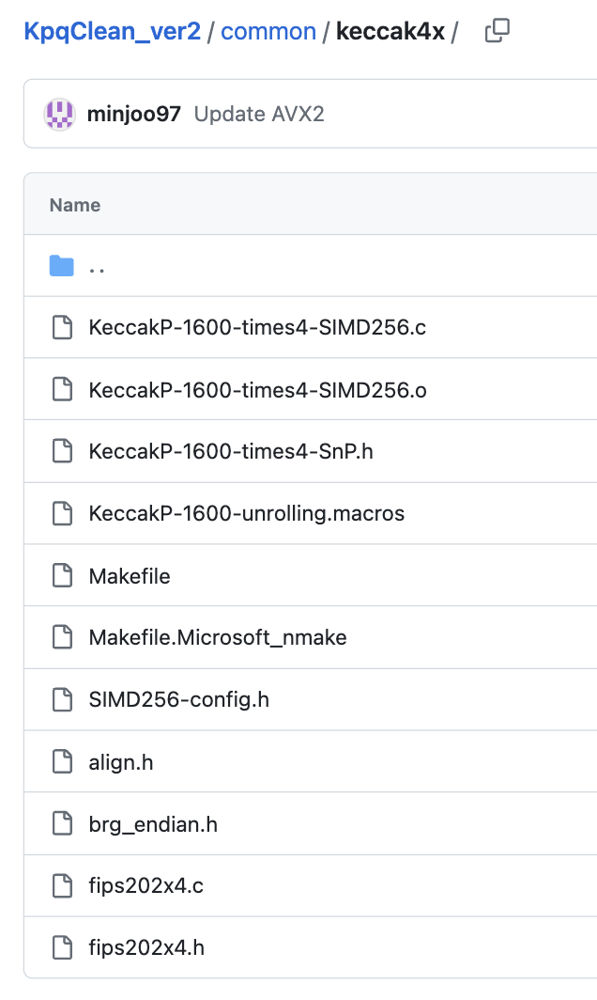 KpqClean_ver2 / common / keccak4x /
minjoo97 Update AVX2
Name
..
KeccakP-1600-times4-SIMD256.c
KeccakP-1600-times4-SIMD256.o
KeccakP-1600-times4-SnP.h
KeccakP-1600-unrolling.macros
Makefile
Makefile.Microsoft_nmake
SIMD256-config.h
align.h
brg_endian.h
fips202x4.c
fips202x4.h